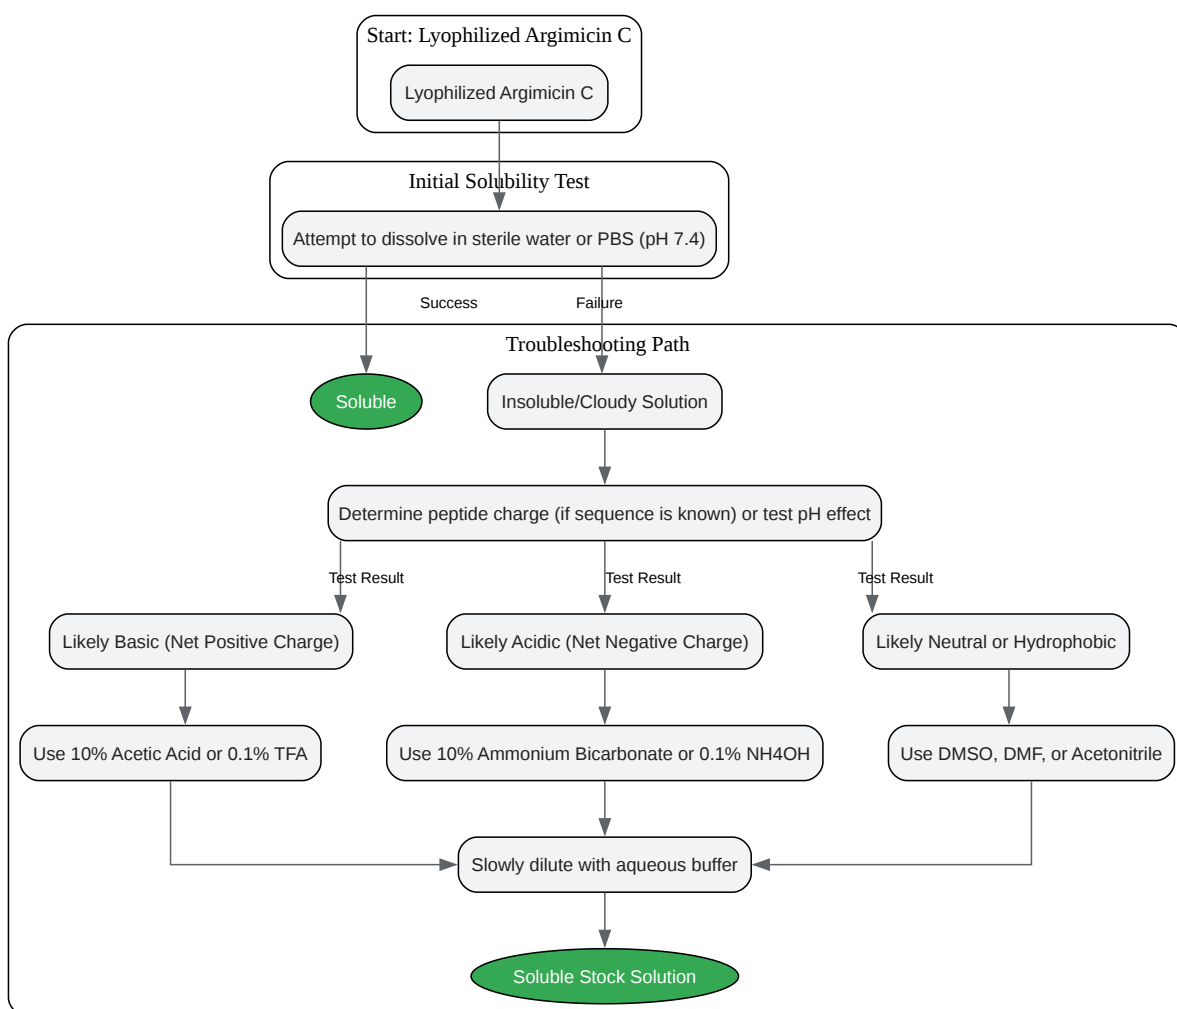 Start: Lyophilized Argimicin C
Lyophilized Argimicin C
Initial Solubility Test
Attempt to dissolve in sterile water or PBS (pH 7.4)
Success
Failure
Troubleshooting Path
Soluble
Insoluble/Cloudy Solution
Determine peptide charge (if sequence is known) or test pH effect
Test Result
Test Result
Test Result
Likely Basic (Net Positive Charge)
Likely Acidic (Net Negative Charge)
Likely Neutral or Hydrophobic
Use 10% Acetic Acid or 0.1% TFA
Use 10% Ammonium Bicarbonate or 0.1% NH4OH
Use DMSO, DMF, or Acetonitrile
Slowly dilute with aqueous buffer
Soluble Stock Solution